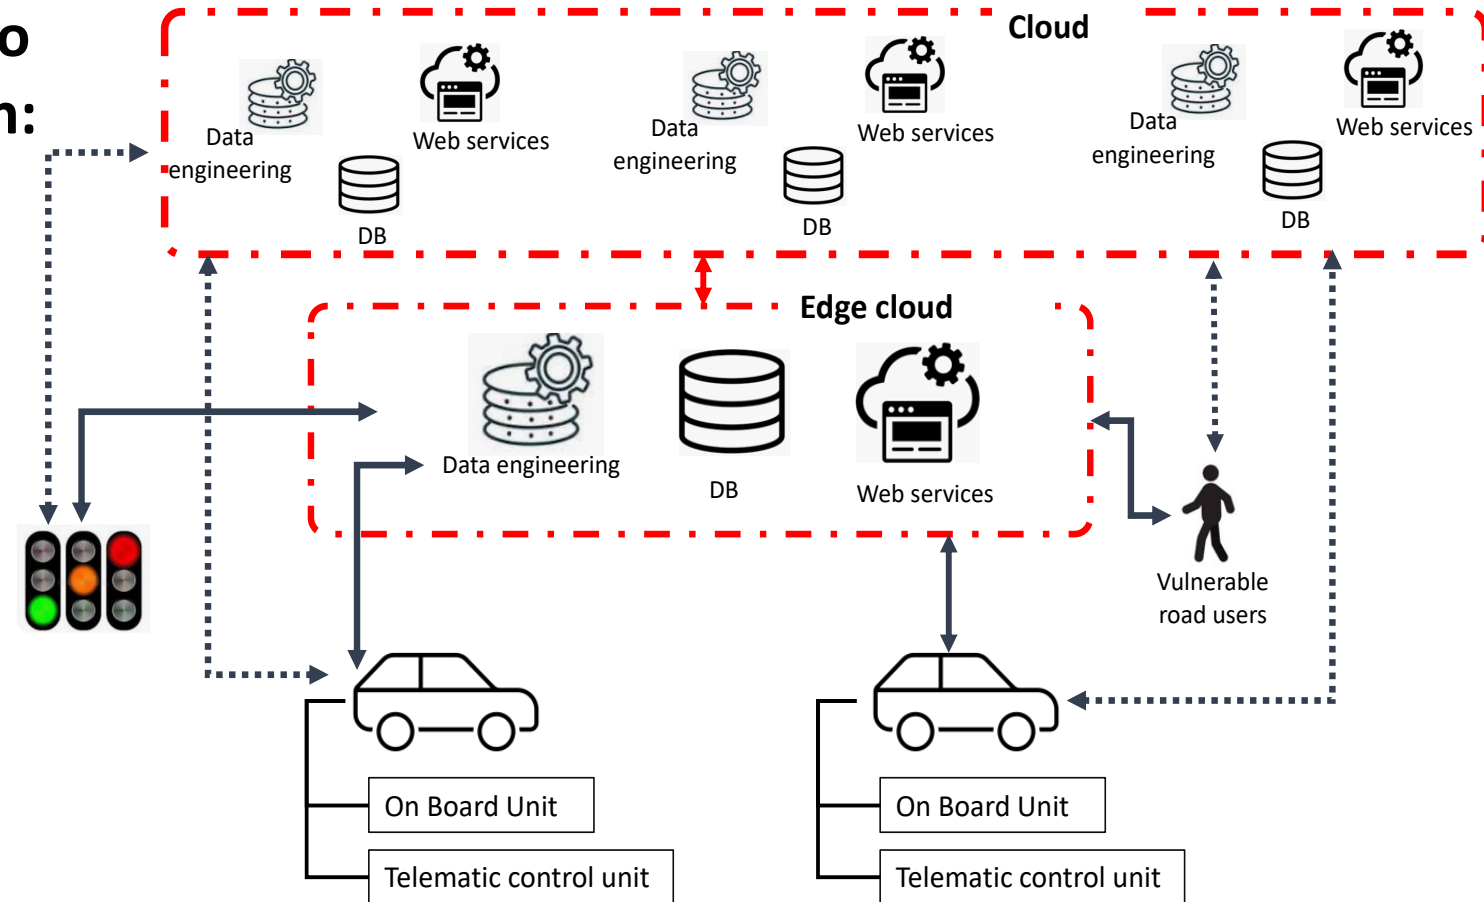 o
n:
Cloud
Data
engineering
Web services
DB
Data
engineering
Web services
DB
Data
engineering
Web services
DB
Edge cloud
Data engineering
DB
Web services
Vulnerable
road users
On Board Unit
Telematic control unit
On Board Unit
Telematic control unit